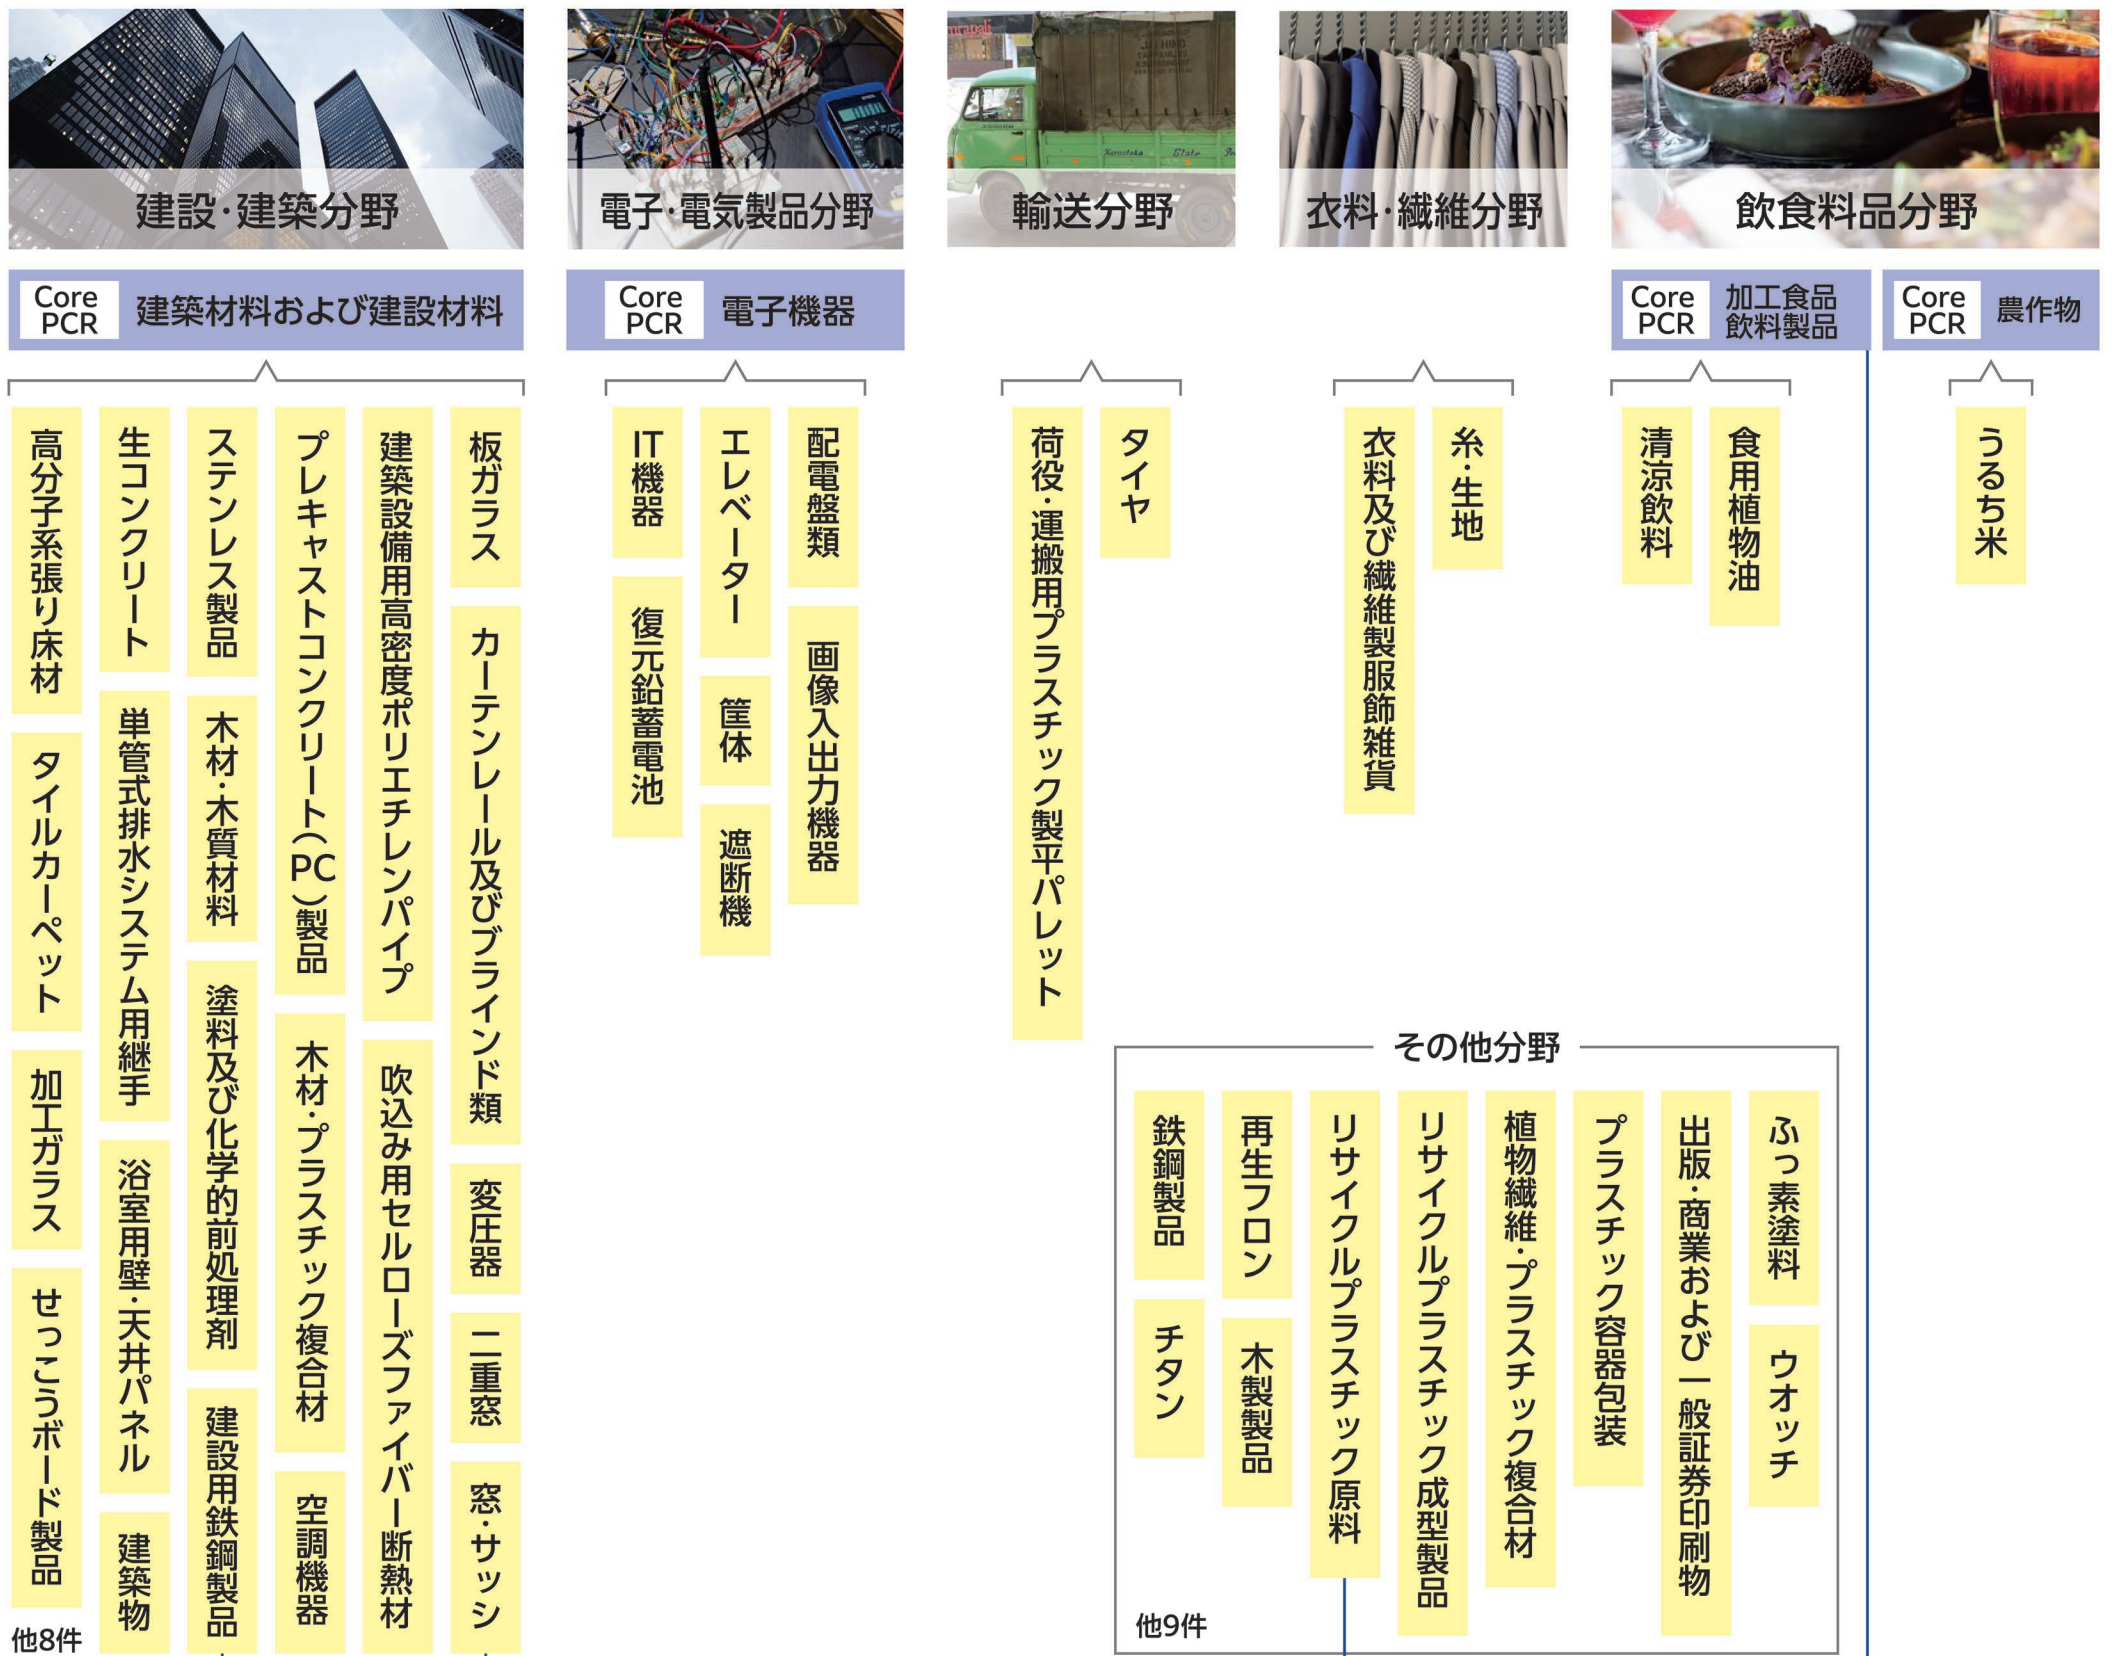 建設・建築分野
Core
PCR
建築材料および建設材料
高分子系張り床材
タイルカーペット
加工ガラス
せっこうボード製品
他8件
生コンクリート
単管式排水システム用継手
浴室用壁・天井パネル
建築物
ステンレス製品
木材・木質材料
塗料及び化学的前処理剤
建設用鉄鋼製品
プレキャストコンクリート（PC）製品
木材・プラスチック複合材
空調機器
建築設備用高密度ポリエチレンパイプ
吹込み用セルローズファイバー断熱材
板ガラス
カーテンレール及びブラインド類
変圧器
二重窓
窓・サッシ
電子・電気製品分野
Core
PCR
電子機器
IT機器
復元鉛蓄電池
エレベーター
筐体
遮断機
配電盤類
画像入出力機器
Karnataka State
輸送分野
荷役・運搬用プラスチック製平パレット
タイヤ
衣料・繊維分野
衣料及び繊維製服飾雑貨
糸・生地
飲食料品分野
Core
PCR
加工食品
飲料製品
清涼飲料
食用植物油
Core
PCR
農作物
うるち米
その他分野
鉄鋼製品
チタン
再生フロン
木製製品
リサイクルプラスチック原料
リサイクルプラスチック成型製品
植物繊維・プラスチック複合材
プラスチック容器包装
出版・商業および一般証券印刷物
ふっ素塗料
ウオッチ
他9件